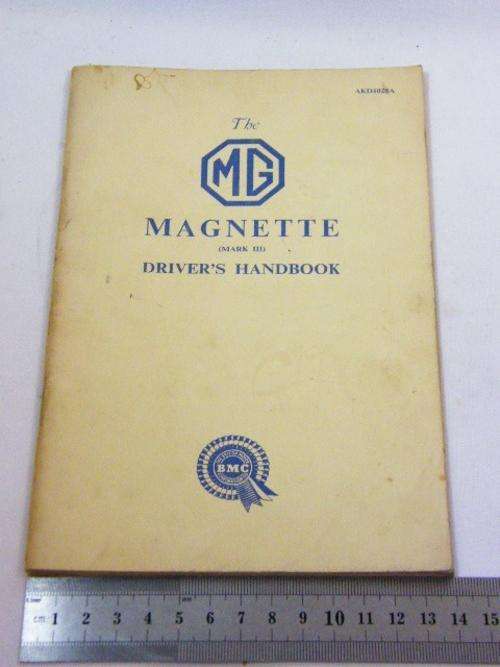 AKD1028A
The
MG
MAGNETTE
(MARK III)
DRIVER'S HANDBOOK
BMC
cm 1 2 3 4 5 6 7 8 9 10 11 12 13 14 15